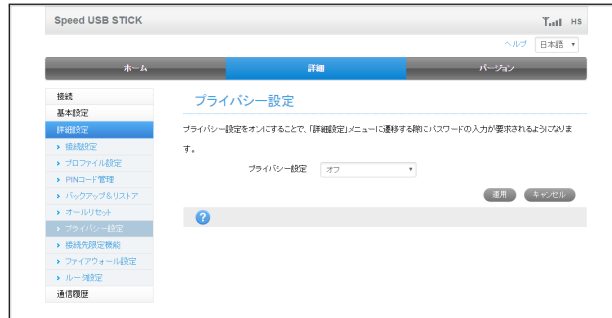 Speed USB STICK
HS
ヘルプ 日本語
ホーム 詳細 バージョン
接続
基本設定
詳細設定
接続設定
プロファイル設定
PINコード管理
バックアップ&リストア
オールリセット
プライバシー設定
接続先限定機能
ファイアウォール設定
ルータ設定
通信履歴
プライバシー設定
プライバシー設定をオンにすることで、「詳細設定」メニューに遷移する際にパスワードの入力が要求されるようになりま
す。
プライバシー設定 オフ
適用 キャンセル
?